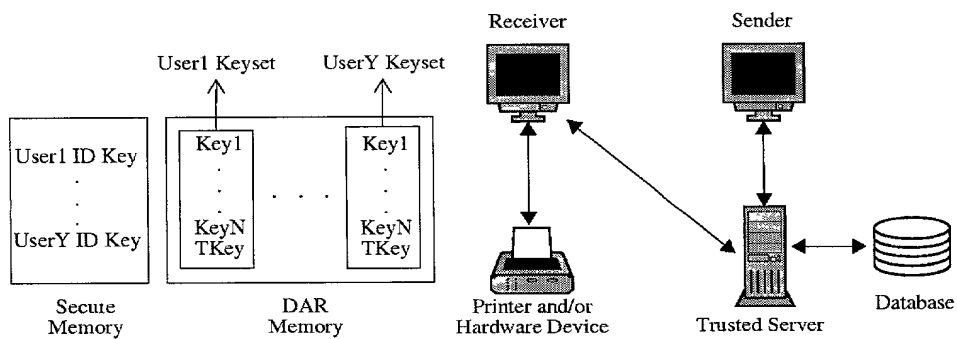 Receiver
Sender
User1 Keyset
UserY Keyset
User1 ID Key
.
.
.
UserY ID Key
Key1
.
.
.
KeyN
TKey
. . . .
Key1
.
.
.
KeyN
TKey
Secure
Memory
DAR
Memory
Printer and/or
Hardware Device
Trusted Server
Database